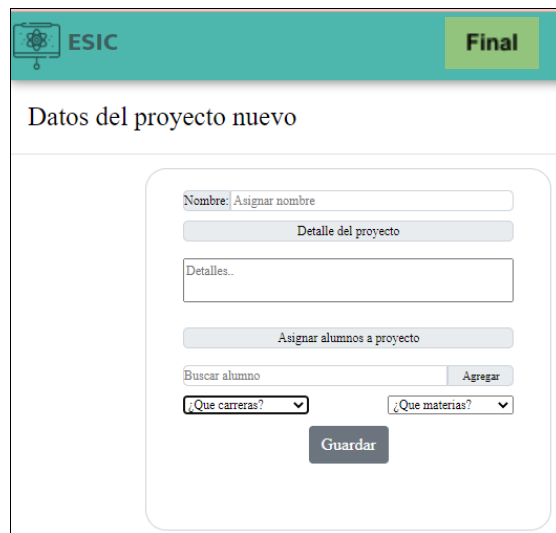 ESIC Final
Datos del proyecto nuevo
Nombre: Asignar nombre
Detalle del proyecto
Detalles..
Asignar alumnos a proyecto
Buscar alumno Agregar
¿Que carreras? ¿Que materias?
Guardar